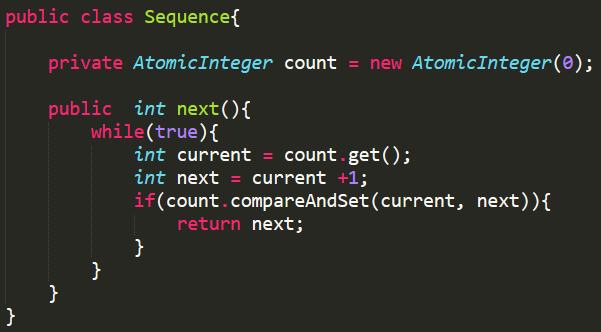 public class Sequence{
private AtomicInteger count = new AtomicInteger(0);
public  int next(){
while(true){
int current = count.get();
int next = current +1;
if(count.compareAndSet(current, next)){
return next;
}
}
}
}